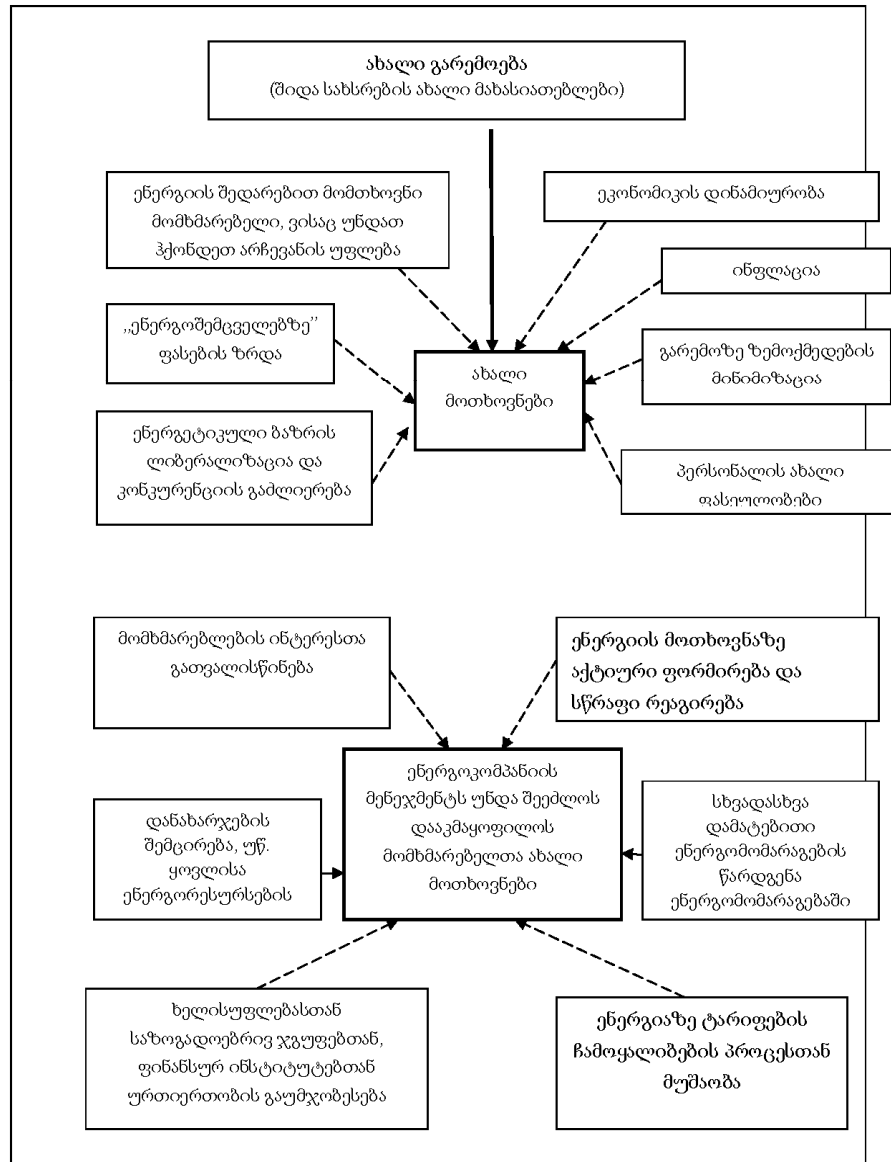 ახალი გარემოება
(შიდა სახსრების ახალი მახასიათებლები)
ენერგიის შედარებით მომთხოვნი
მომხმარებელი, ვისაც უნდათ
ჰქონდეთ არჩევანის უფლება
ეკონომიკის დინამიურობა
ინფლაცია
„ენერგოშემცველებზე”
ფასების ზრდა
ახალი
მოთხოვნები
გარემოზე ზემოქმედების
მინიმიზაცია
ენერგეტიკული ბაზრის
ლიბერალიზაცია და
კონკურენციის გაძლიერება
პერსონალის ახალი
ფასეულობები
მომხმარებლების ინტერესთა
გათვალისწინება
ენერგიის მოთხოვნაზე
აქტიური ფორმირება და
სწრაფი რეაგირება
ენერგოკომპანიის
მენეჯმენტს უნდა შეეძლოს
დააკმაყოფილოს
მომხმარებელთა ახალი
მოთხოვნები
დანახარჯების
შემცირება, უწ.
ყოვლისა
ენერგორესურსების
სხვადასხვა
დამატებითი
ენერგომომარაგების
წარდგენა
ენერგომომარაგებაში
ხელისუფლებასთან
საზოგადოებრივ ჯგუფებთან,
ფინანსურ ინსტიტუტებთან
ურთიერთობის გაუმჯობესება
ენერგიაზე ტარიფების
ჩამოყალიბების პროცესთან
მუშაობა